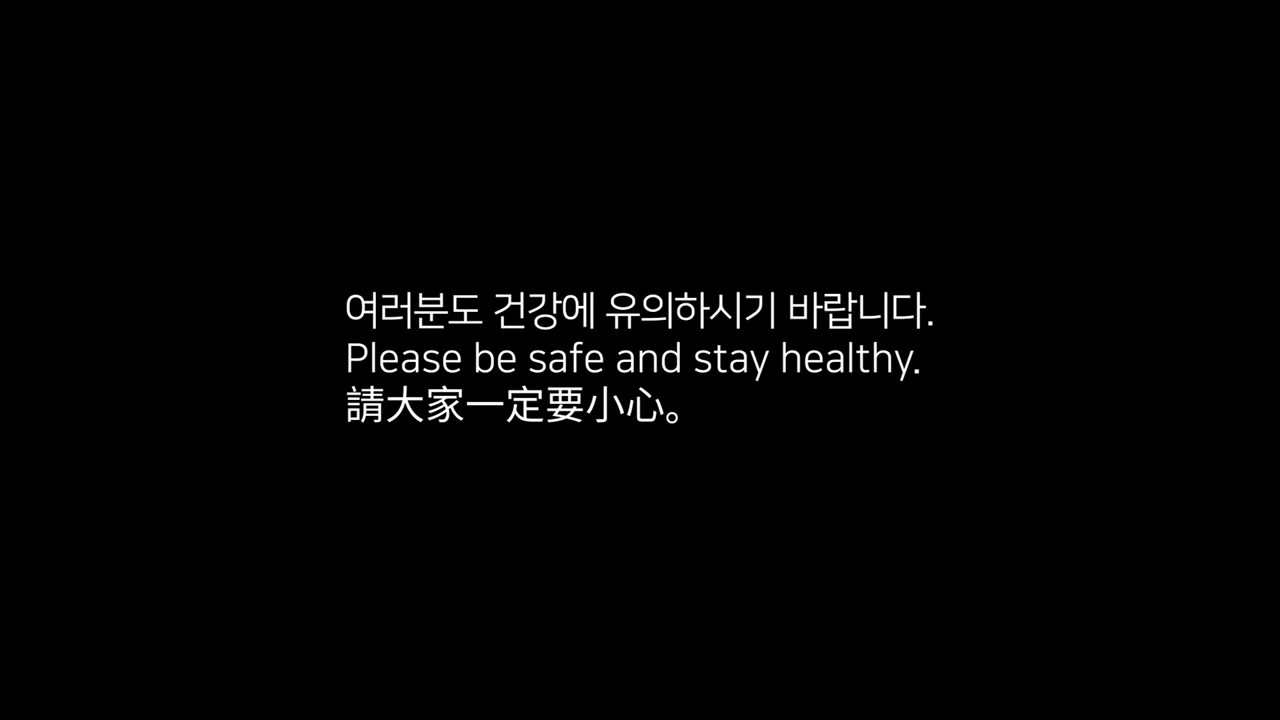 여러분도 건강에 유의하시기 바랍니다.
Please be safe and stay healthy.
請大家一定要小心。